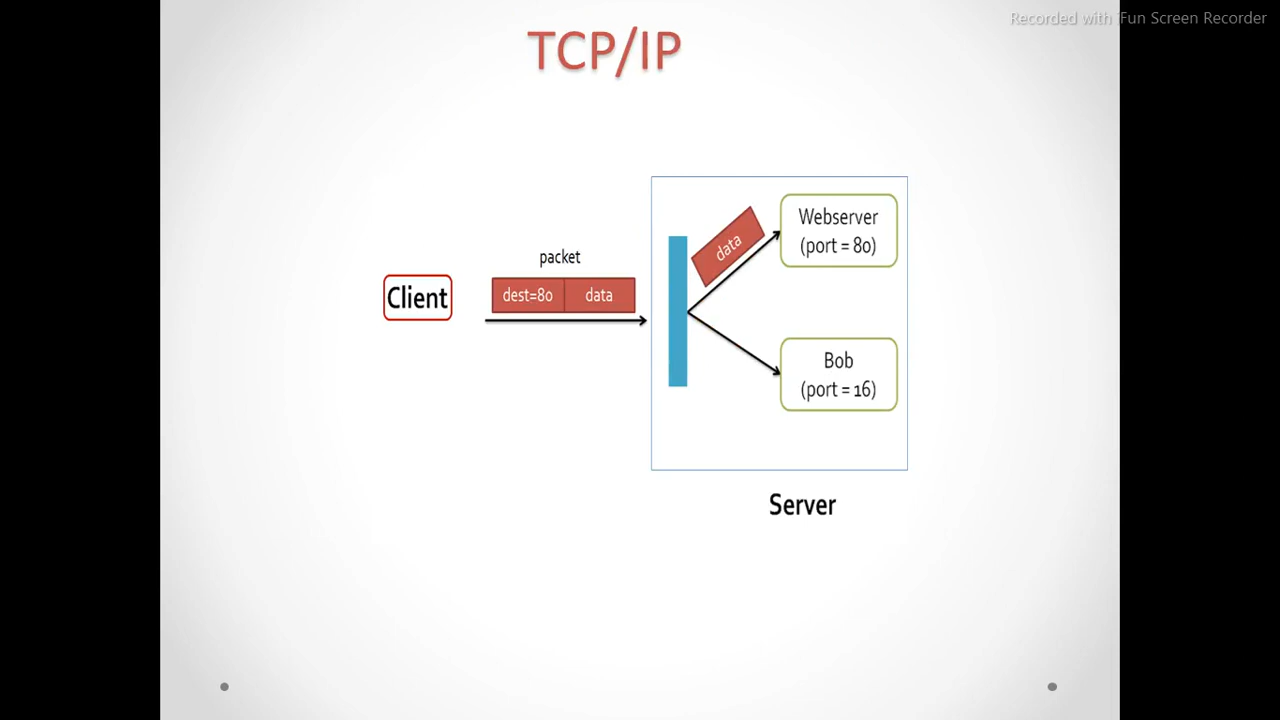 Recorded with iFun Screen Recorder
TCP/IP
packet
Client
dest=80
data
data
Webserver
(port = 80)
Bob
(port = 16)
Server